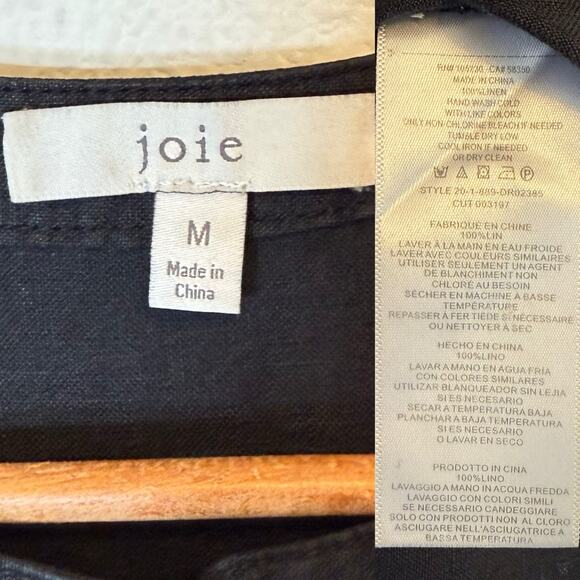 joie
M
Made in
China
RN# 105230 CA# 58350
MADE IN CHINA
100%LINEN
HAND WASH COLD
WITH LIKE COLORS
ONLY NON-CHLORINE BLEACH IF NEEDED
TUMBLE DRY LOW
COOL IRON IF NEEDED
OR DRY CLEAN
STYLE 20-1-889-DR02385
CUT 003197
FABRIQUÉ EN CHINE
100%LIN
LAVER À LA MAIN EN EAU FROIDE
LAVER AVEC COULEURS SIMILAIRES
UTILISER SEULEMENT UN AGENT
DE BLANCHIMENT NON
CHLORÉ AU BESOIN
SÉCHER EN MACHINE À BASSE
TEMPÉRATURE
REPASSER À FER TIÈDE SI NÉCESSAIRE
OU NETTOYER À SEC
HECHO EN CHINA
100%LINO
LAVAR A MANO EN AGUA FRIA
CON COLORES SIMILARES
UTILIZAR BLANQUEADOR SIN LEJIA
SI ES NECESARIO
SECAR A TEMPERATURA BAJA
PLANCHAR A BAJA TEMPERATURA
SI ES NECESARIO
O LAVAR EN SECO
PRODOTTO IN CINA
100%LINO
LAVAGGIO A MANO IN ACQUA FREDDA
LAVAGGIO CON COLORI SIMILI
SE NECESSARIO CANDEGGIARE
SOLO CON PRODOTTI NON AL CLORO
ASCIUGARE NELL'ASCIUGATRICE A
BASSA TEMPERATURA